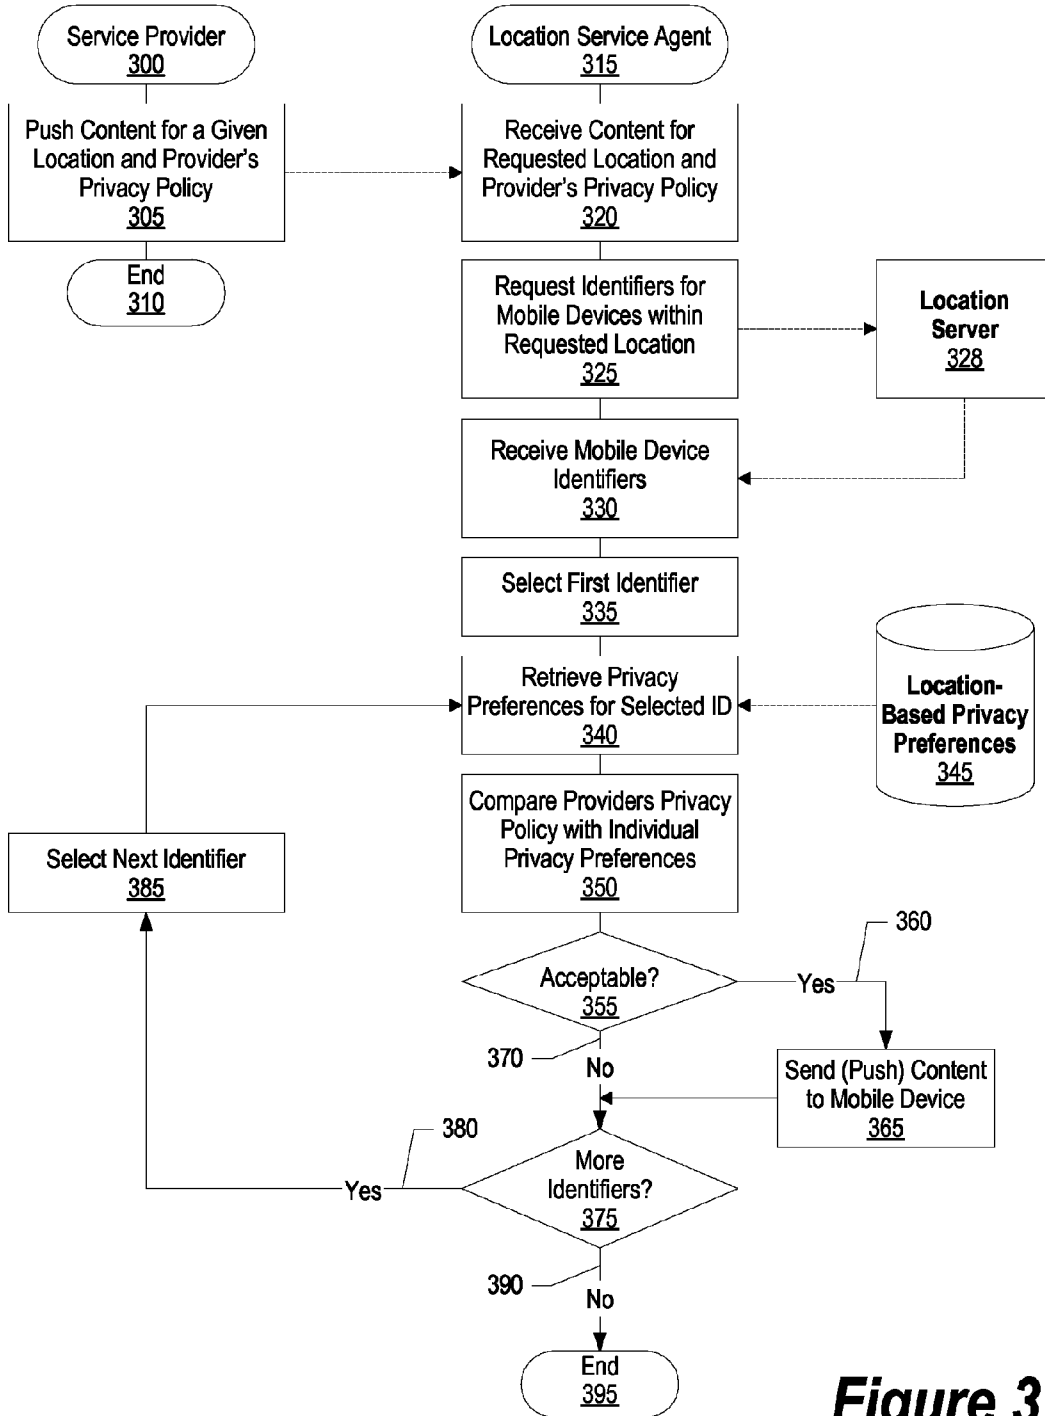 Service Provider
300
Push Content for a Given
Location and Provider's
Privacy Policy
305
End
310
Location Service Agent
315
Receive Content for
Requested Location and
Provider's Privacy Policy
320
Request Identifiers for
Mobile Devices within
Requested Location
325
Location
Server
328
Receive Mobile Device
Identifiers
330
Select First Identifier
335
Retrieve Privacy
Preferences for Selected ID
340
Location-
Based Privacy
Preferences
345
Compare Providers Privacy
Policy with Individual
Privacy Preferences
350
Select Next Identifier
385
Acceptable?
355
360
Yes
370
No
Send (Push) Content
to Mobile Device
365
380
Yes
More
Identifiers?
375
390
No
End
395
Figure 3